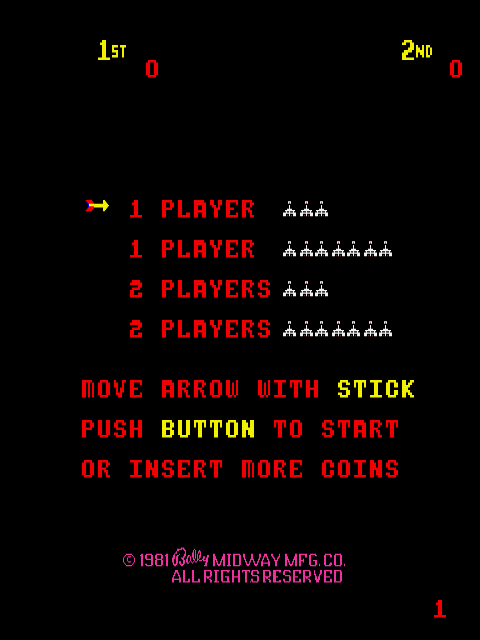 1ST 2ND
0 0
1 PLAYER
1 PLAYER
2 PLAYERS
2 PLAYERS
MOVE ARROW WITH STICK
PUSH BUTTON TO START
OR INSERT MORE COINS
© 1981 Bally MIDWAY MFG. CO.
ALL RIGHTS RESERVED
1